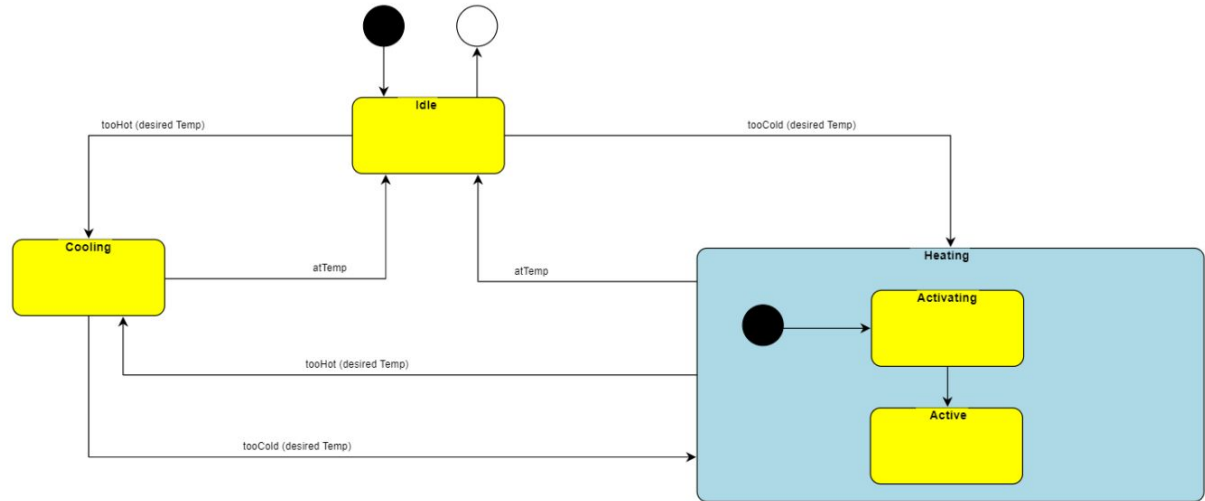 Idle
tooHot (desired Temp)
tooCold (desired Temp)
Cooling
Heating
atTemp
atTemp
Activating
tooHot (desired Temp)
Active
tooCold (desired Temp)